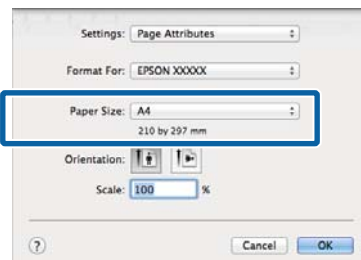 Settings: Page Attributes
Format For: EPSON XXXXX
Paper Size: A4
210 by 297 mm
Orientation:
Scale: 100 %
? Cancel OK